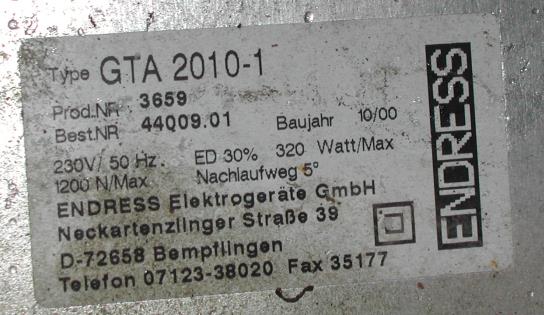 Type GTA 2010-1
Prod.NR 3659
Best.NR 44009.01 Baujahr 10/00
230V/ 50 Hz. ED 30% 320 Watt/Max
1200 N/Max. Nachlaufweg 5°
ENDRESS Elektrogeräte GmbH
Neckartenzlinger Straße 39
D-72658 Bempflingen
Telefon 07123-38020 Fax 35177
ENDRESS